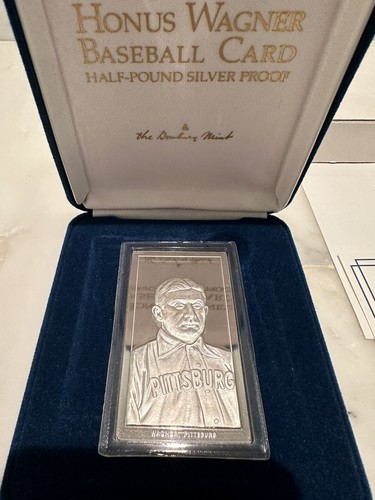 HONUS WAGNER
BASEBALL CARD
HALF-POUND SILVER PROOF
the Danbury Mint
PITTSBURG
WAGNER, PITTSBURG